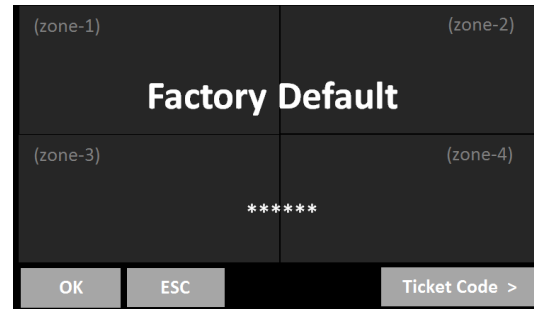 (zone-1) (zone-2)
Factory Default
(zone-3) (zone-4)
******
OK ESC Ticket Code >